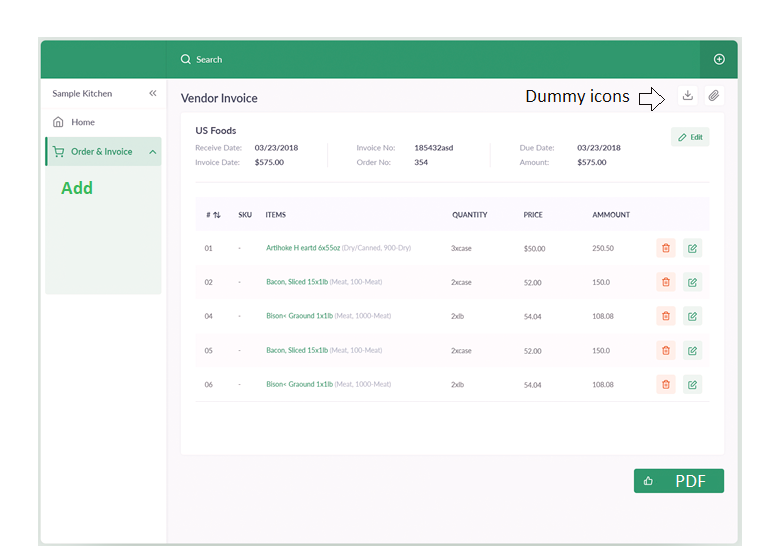 Search
Sample Kitchen
Vendor Invoice
Dummy icons
Home
Order & Invoice
Add
US Foods
Edit
Receive Date: 03/23/2018 Invoice No: 185432asd Due Date: 03/23/2018
Invoice Date: $575.00 Order No: 354 Amount: $575.00
# SKU ITEMS QUANTITY PRICE AMMOUNT
01 - Artihoke H eartd 6x55oz (Dry/Canned, 900-Dry) 3xcase $50.00 250.50
02 - Bacon, Sliced 15x1lb (Meat, 100-Meat) 2xcase 52.00 150.0
04 - Bison< Graound 1x1lb (Meat, 1000-Meat) 2xlb 54.04 108.08
05 - Bacon, Sliced 15x1lb (Meat, 100-Meat) 2xcase 52.00 150.0
06 - Bison< Graound 1x1lb (Meat, 1000-Meat) 2xlb 54.04 108.08
PDF